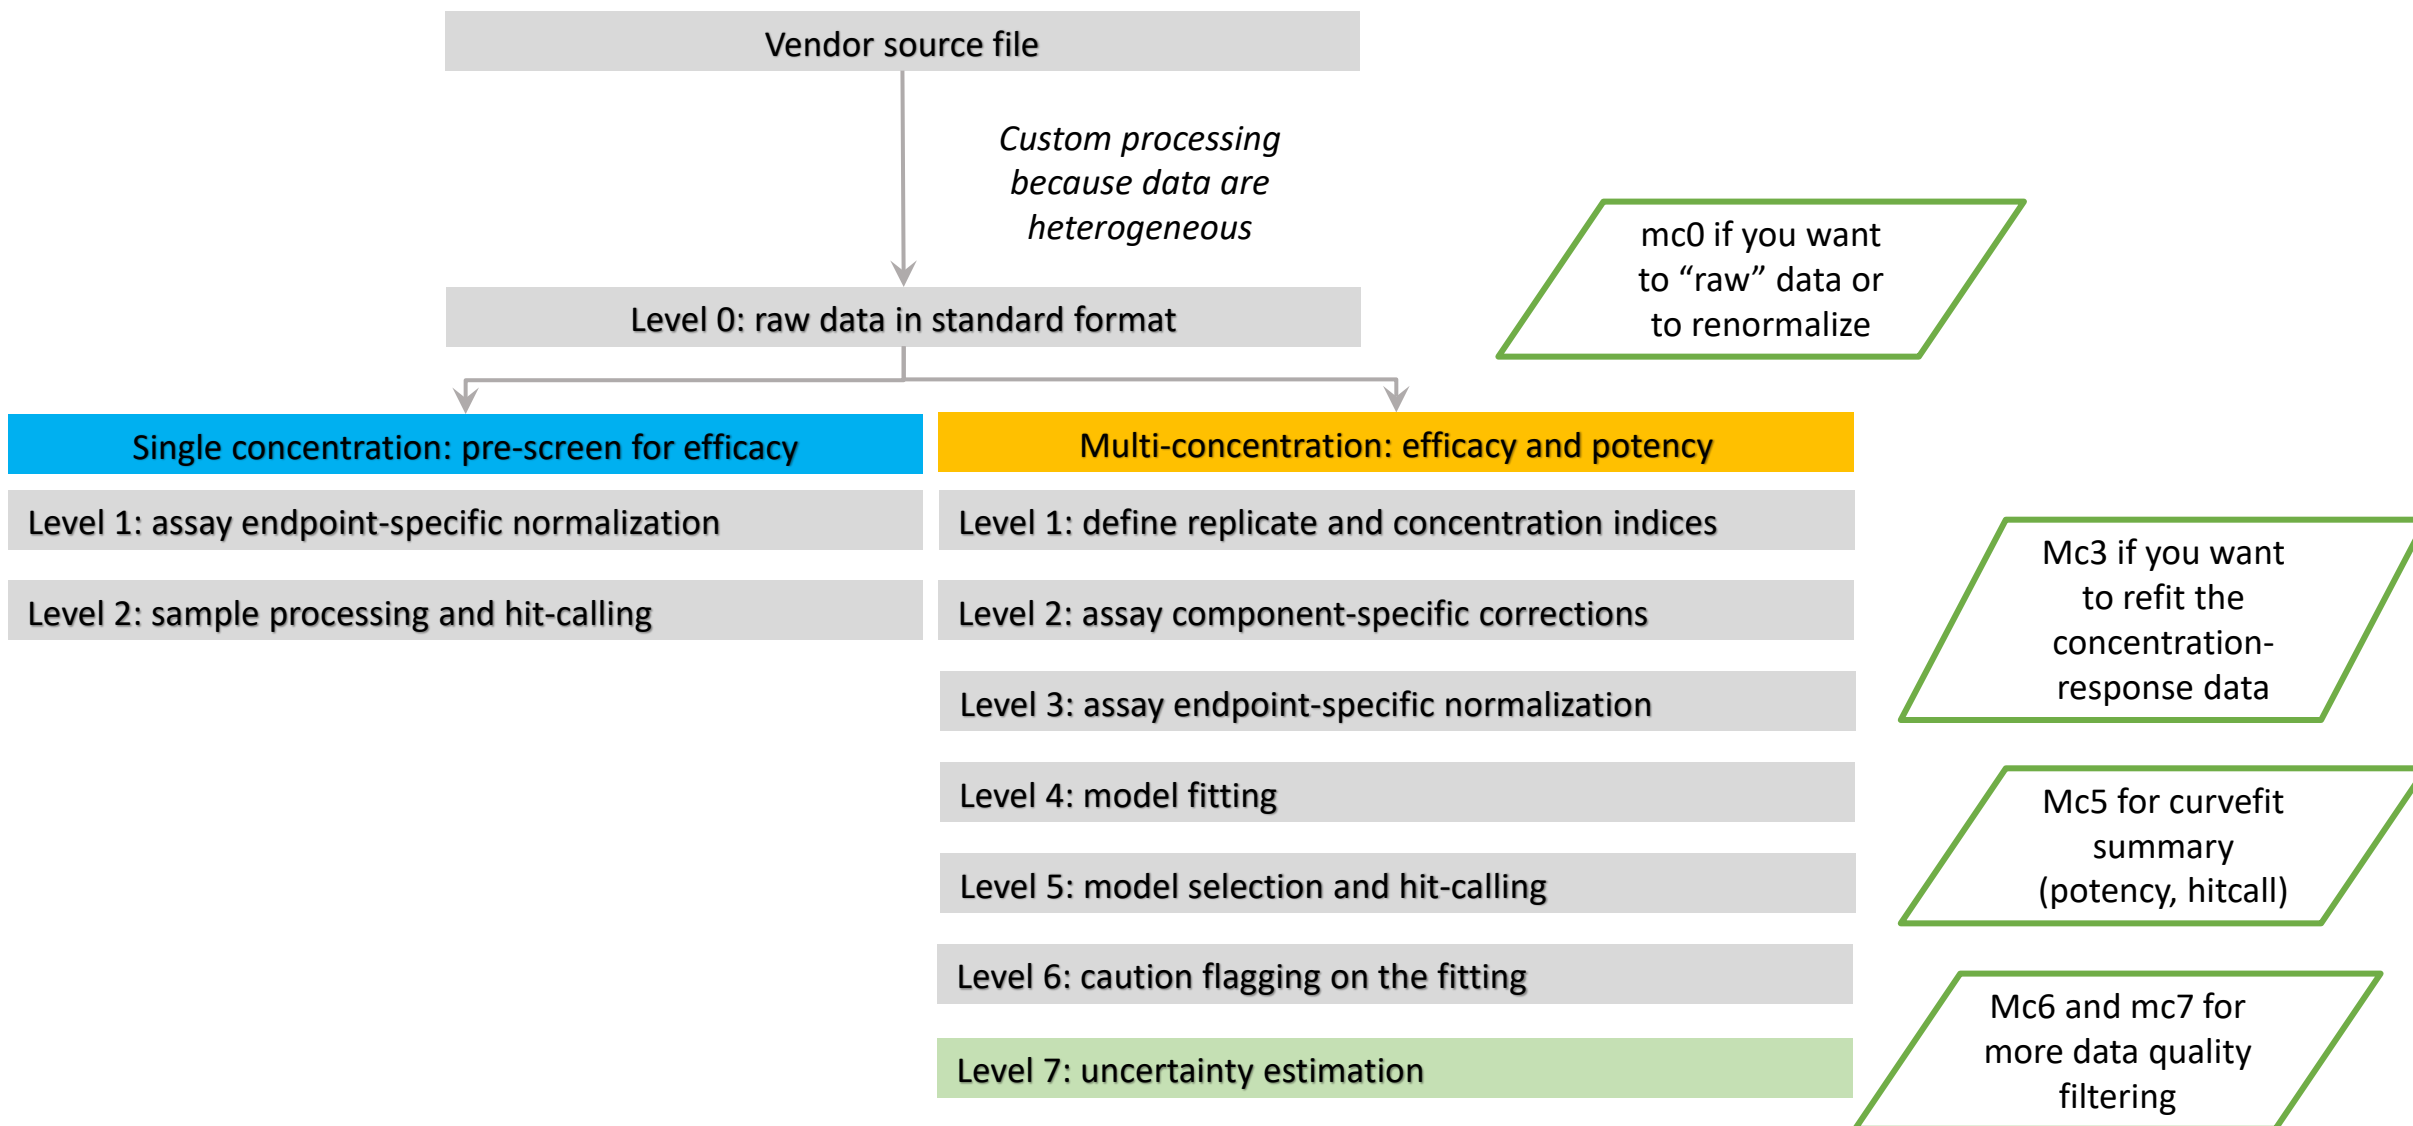 Vendor source file
Custom processing
because data are
heterogeneous
mc0 if you want
to “raw” data or
to renormalize
Level 0: raw data in standard format
Single concentration: pre-screen for efficacy
Level 1: assay endpoint-specific normalization
Level 2: sample processing and hit-calling
Multi-concentration: efficacy and potency
Level 1: define replicate and concentration indices
Level 2: assay component-specific corrections
Level 3: assay endpoint-specific normalization
Level 4: model fitting
Level 5: model selection and hit-calling
Level 6: caution flagging on the fitting
Level 7: uncertainty estimation
Mc3 if you want
to refit the
concentration-
response data
Mc5 for curvefit
summary
(potency, hitcall)
Mc6 and mc7 for
more data quality
filtering